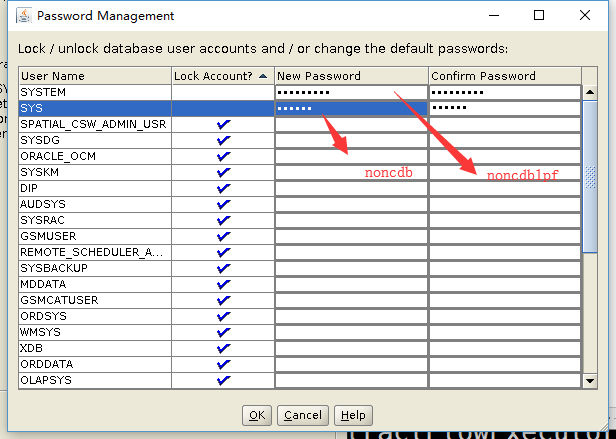 Password Management
Lock / unlock database user accounts and / or change the default passwords:
User Name Lock Account? New Password Confirm Password
SYSTEM ••••••••• •••••••••
SYS •••••• ••••••
SPATIAL_CSW_ADMIN_USR
SYSDG
ORACLE_OCM
SYSKM noncdb noncdblpf
DIP
AUDSYS
SYSRAC
GSMUSER
REMOTE_SCHEDULER_A...
SYSBACKUP
MDDATA
GSMCATUSER
ORDSYS
WMSYS
XDB
ORDDATA
OLAPSYS
OK Cancel Help